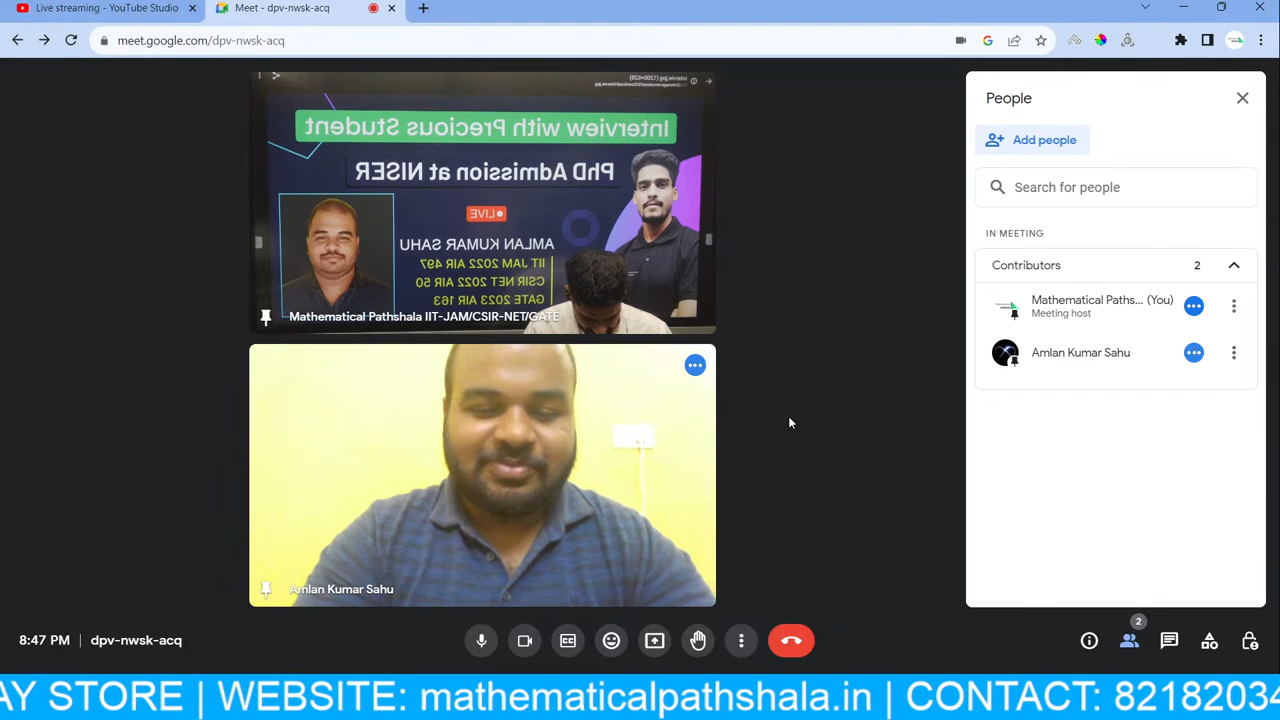 Live streaming - YouTube Studio
Meet - dpv-nwsk-acq
meet.google.com/dpv-nwsk-acq
Interview with Precious Student
PhD Admission at NISER
LIVE
AMLAN KUMAR SAHU
IIT JAM 2022 AIR 497
CSIR NET 2022 AIR 50
GATE 2023 AIR 163
Mathematical Pathshala IIT-JAM/CSIR-NET/GATE
Amlan Kumar Sahu
People
Add people
Search for people
IN MEETING
Contributors 2
Mathematical Paths... (You)
Meeting host
Amlan Kumar Sahu
8:47 PM | dpv-nwsk-acq
2
AY STORE | WEBSITE: mathematicalpathshala.in | CONTACT: 82182034